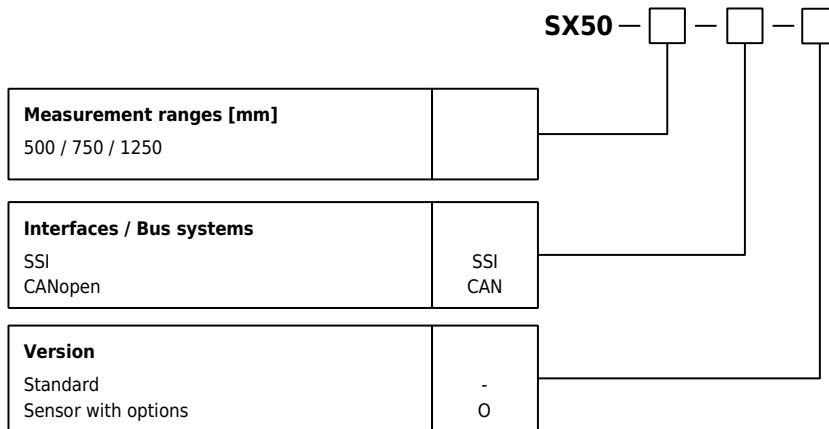 SX50 — —  —
Measurement ranges [mm]
500 / 750 / 1250
Interfaces / Bus systems
SSI SSI
CANopen CAN
Version
Standard -
Sensor with options O